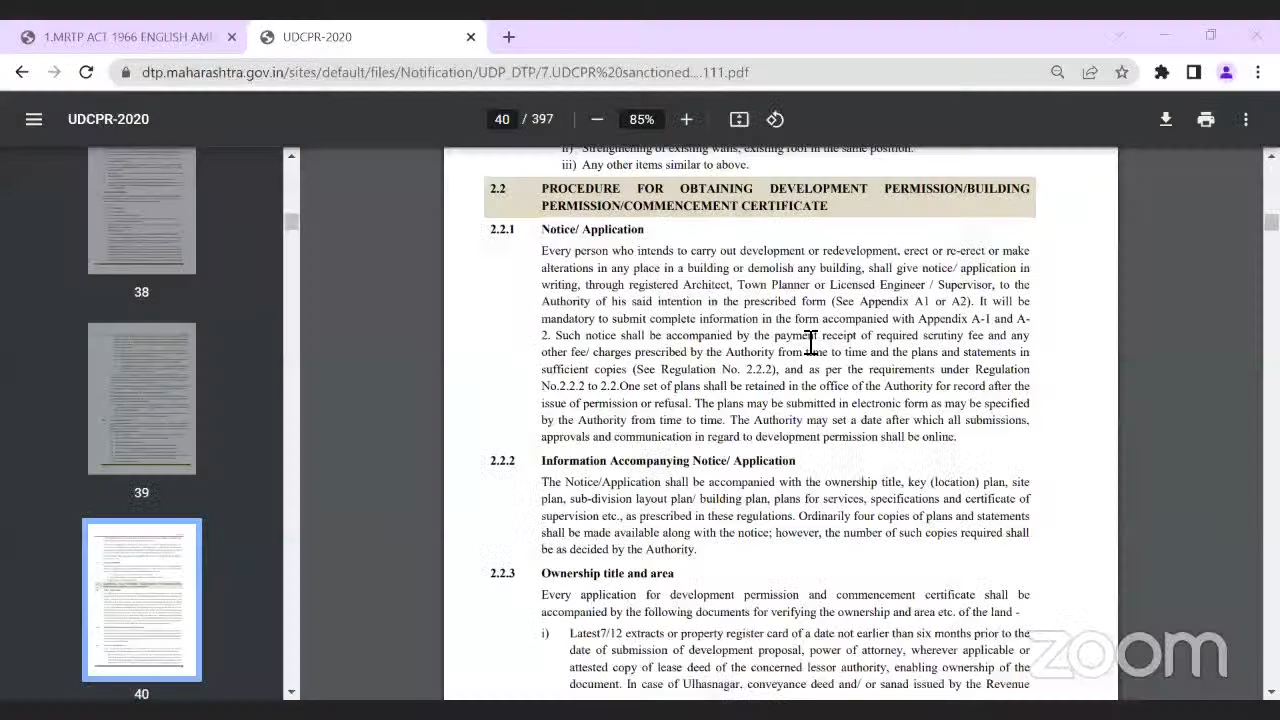 1.MRTP ACT 1966 ENGLISH AM
UDCPR-2020
dtp.maharashtra.gov.in/sites/default/files/Notification/UDP_DTP/7.UDCPR%20sanctioned....111.pdf
UDCPR-2020
40 / 397
85%
38
39
40
ii) Strengthening of existing walls, existing roof in the same position.
iii) Any other items similar to above.
2.2 PROCEDURE FOR OBTAINING DEVELOPMENT PERMISSION/BUILDING
PERMISSION/COMMENCEMENT CERTIFICATE
2.2.1 Notice/ Application
Every person who intends to carry out development or redevelopment, erect or re-erect or make
alterations in any place in a building or demolish any building, shall give notice/ application in
writing, through registered Architect, Town Planner or Licensed Engineer / Supervisor, to the
Authority of his said intention in the prescribed form (See Appendix A1 or A2). It will be
mandatory to submit complete information in the form accompanied with Appendix A-1 and A-
2. Such notice shall be accompanied by the payment receipt of required scrutiny fee and any
other fee/ charges prescribed by the Authority from time to time and the plans and statements in
sufficient copies (See Regulation No. 2.2.2), and as per the requirements under Regulation
No.2.2.2 to 2.2.One set of plans shall be retained in the office of the Authority for record after the
issue of permission or refusal. The plans may be submitted in electronic form as may be specified
by the Authority from time to time. The Authority may set a date after which all submissions,
approvals and communication in regard to development permission shall be online.
2.2.2 Information Accompanying Notice/ Application
The Notice/Application shall be accompanied with the ownership title, key (location) plan, site
plan, sub-division layout plan/ building plan, plans for services, specifications and certificate of
supervision etc., as prescribed in these regulations. Ordinarily four copies of plans and statements
shall be made available along with the notice; however, the number of such copies required shall
be as decided by the Authority.
2.2.3 Ownership title and area
Every application for development permission and commencement certificate shall be
accompanied by the following documents for verifying the ownership and area etc. of the land -
Latest7/12 extracts or property register card of a date not earlier than six months prior to the
date of submission of development proposal, power of attorney, wherever applicable or
attested copy of lease deed of the concerned lessor authority, enabling ownership of the
document. In case of Ulhasnagar, conveyance deed and/ or sanad issued by the Revenue
zoom